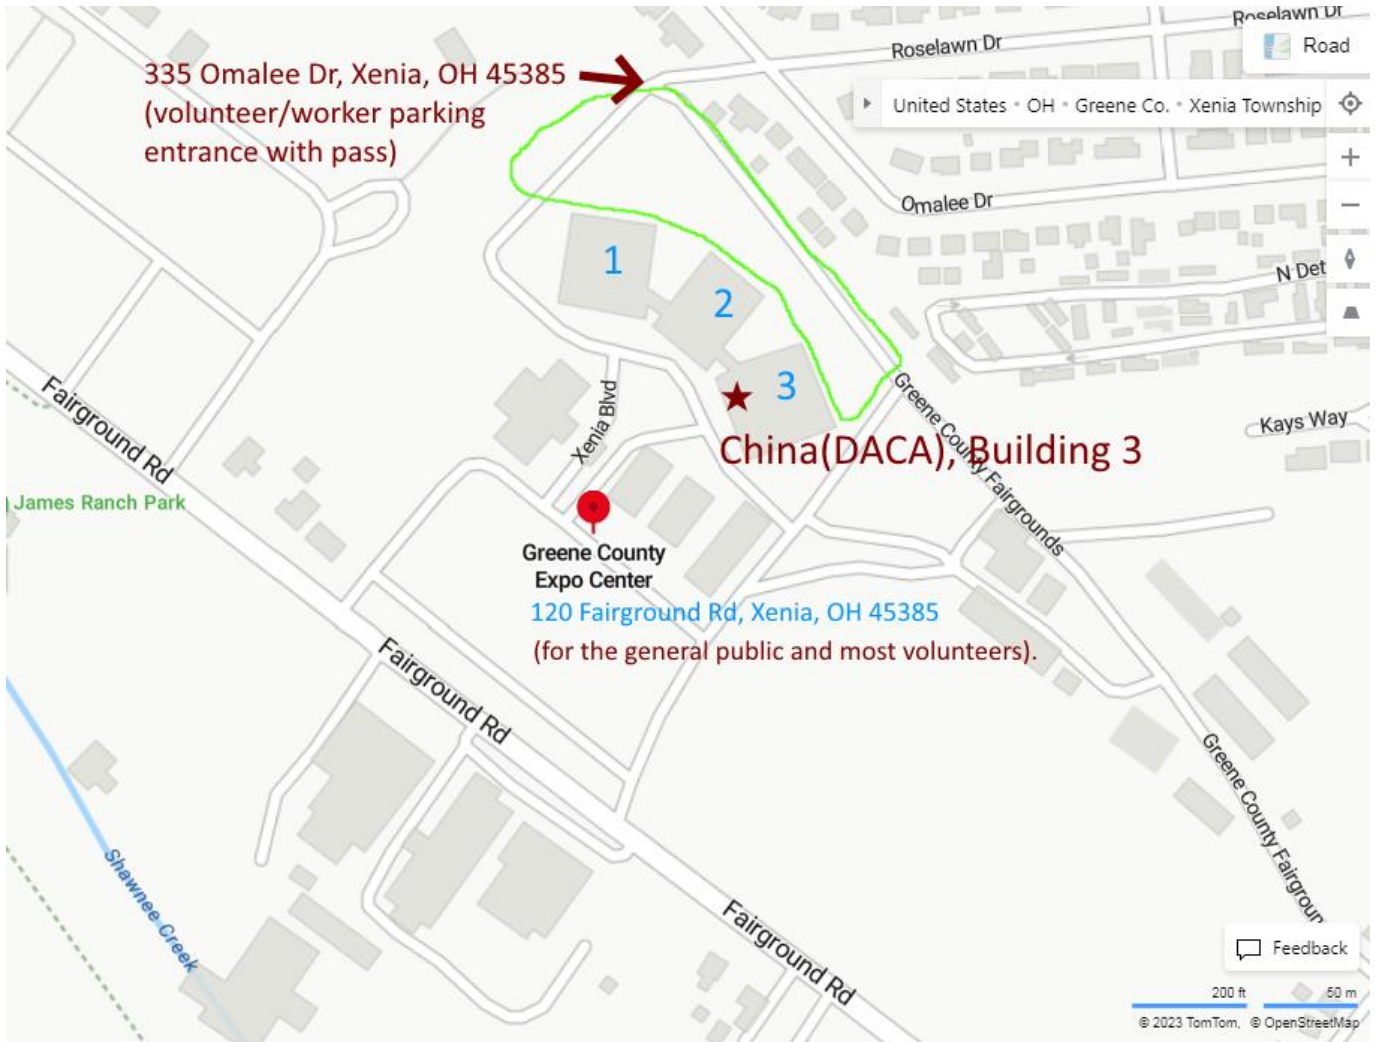 Roselawn Dr
Roselawn Dr
Road
335 Omalee Dr, Xenia, OH 45385
(volunteer/worker parking
entrance with pass)
United States • OH • Greene Co. • Xenia Township
Omalee Dr
1
2
3
N Det
Fairground Rd
Xenia Blvd
Greene County Fairgrounds
Kays Way
China(DACA), Building 3
James Ranch Park
Greene County
Expo Center
120 Fairground Rd, Xenia, OH 45385
(for the general public and most volunteers).
Fairground Rd
Greene County Fairgroun
Shawnee Creek
Fairground Rd
Feedback
200 ft
50 m
© 2023 TomTom, © OpenStreetMap